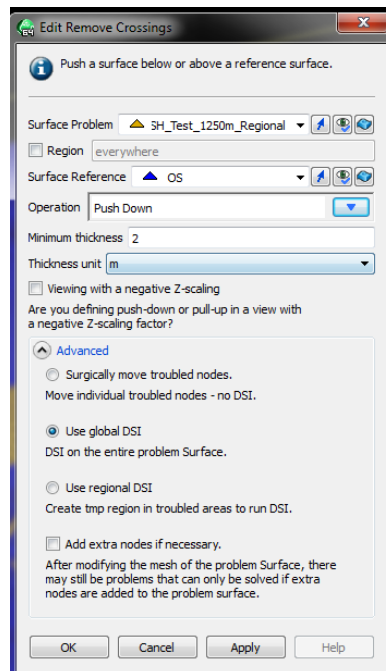 Edit Remove Crossings
Push a surface below or above a reference surface.
Surface Problem SH_Test_1250m_Regional
Region everywhere
Surface Reference OS
Operation Push Down
Minimum thickness 2
Thickness unit m
Viewing with a negative Z-scaling
Are you defining push-down or pull-up in a view with
a negative Z-scaling factor?
Advanced
Surgically move troubled nodes.
Move individual troubled nodes - no DSI.
Use global DSI
DSI on the entire problem Surface.
Use regional DSI
Create tmp region in troubled areas to run DSI.
Add extra nodes if necessary.
After modifying the mesh of the problem Surface, there
may still be problems that can only be solved if extra
nodes are added to the problem surface.
OK Cancel Apply Help